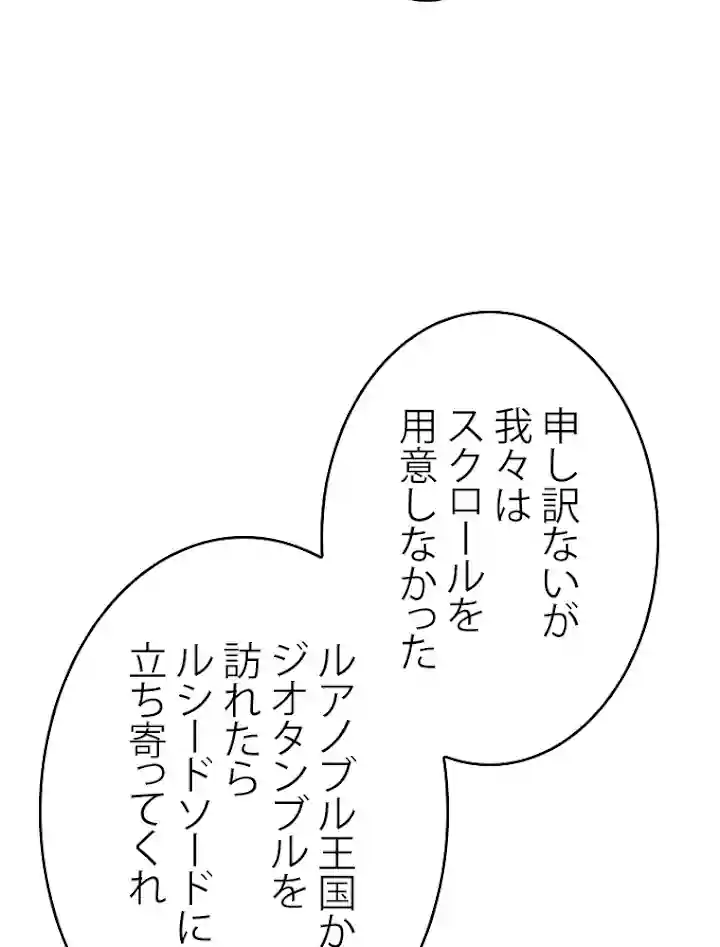 申し訳ないが
我々は
スクロールを
用意しなかった
ルアノブル王国か
ジオタンブルを
訪れたら
ルシードソードに
立ち寄ってくれ